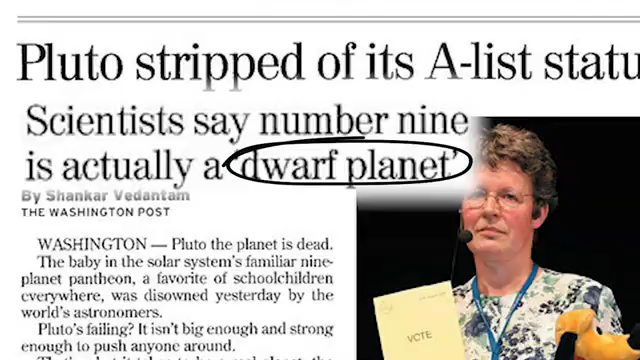 Pluto stripped of its A-list statu
Scientists say number nine
is actually a 'dwarf planet'
By Shankar Vedantam
THE WASHINGTON POST
WASHINGTON — Pluto the planet is dead.
The baby in the solar system's familiar nine-
planet pantheon, a favorite of schoolchildren
everywhere, was disowned yesterday by the
world's astronomers.
Pluto's failing? It isn't big enough and strong
enough to push anyone around.
VOTE